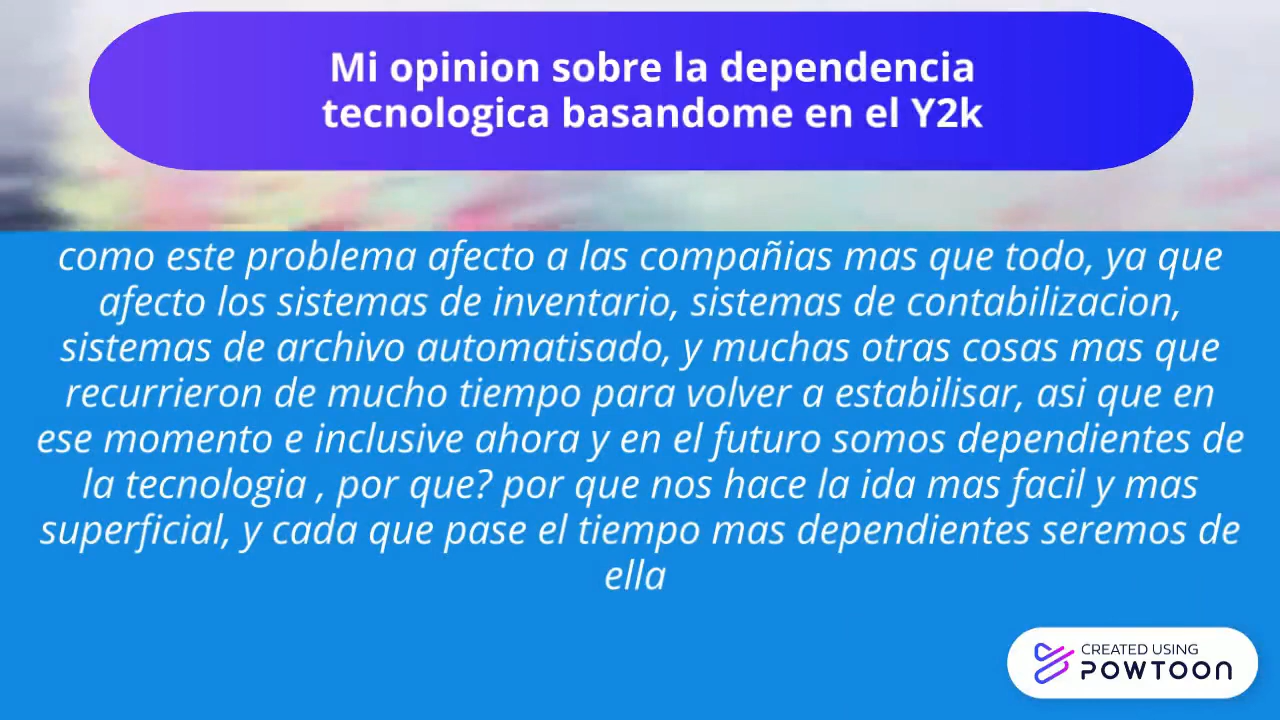 Mi opinion sobre la dependencia
tecnologica basandome en el Y2k
como este problema afecto a las compañias mas que todo, ya que
afecto los sistemas de inventario, sistemas de contabilizacion,
sistemas de archivo automatisado, y muchas otras cosas mas que
recurrieron de mucho tiempo para volver a estabilisar, asi que en
ese momento e inclusive ahora y en el futuro somos dependientes de
la tecnologia , por que? por que nos hace la ida mas facil y mas
superficial, y cada que pase el tiempo mas dependientes seremos de
ella
CREATED USING
POWTOON